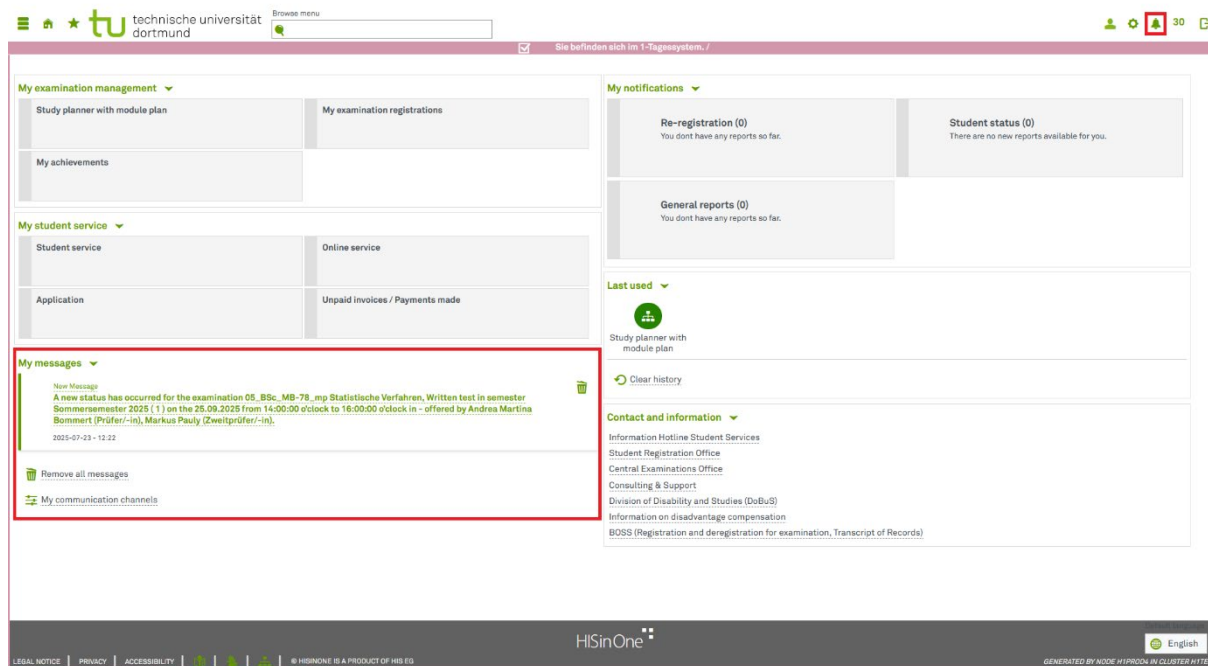 Browse menu
tu technische universität
dortmund
30
Sie befinden sich im 1-Tagessystem. /
My examination management
Study planner with module plan
My examination registrations
My achievements
My student service
Student service
Online service
Application
Unpaid invoices / Payments made
My messages
New Message
A new status has occurred for the examination 05_BSc_MB-78_mp Statistische Verfahren, Written test in semester
Sommersemester 2025 ( 1 ) on the 25.09.2025 from 14:00:00 o'clock to 16:00:00 o'clock in - offered by Andrea Martina
Bommert (Prüfer/-in), Markus Pauly (Zweitprüfer/-in).
2025-07-23 - 12:22
Remove all messages
My communication channels
My notifications
Re-registration (0)
You dont have any reports so far.
Student status (0)
There are no new reports available for you.
General reports (0)
You dont have any reports so far.
Last used
Study planner with
module plan
Clear history
Contact and information
Information Hotline Student Services
Student Registration Office
Central Examinations Office
Consulting & Support
Division of Disability and Studies (DoBuS)
Information on disadvantage compensation
BOSS (Registration and deregistration for examination, Transcript of Records)
HISinOne
English
LEGAL NOTICE | PRIVACY | ACCESSIBILITY | | | | © HISINONE IS A PRODUCT OF HIS EG
GENERATED BY NODE H1PROD4 IN CLUSTER H1TE